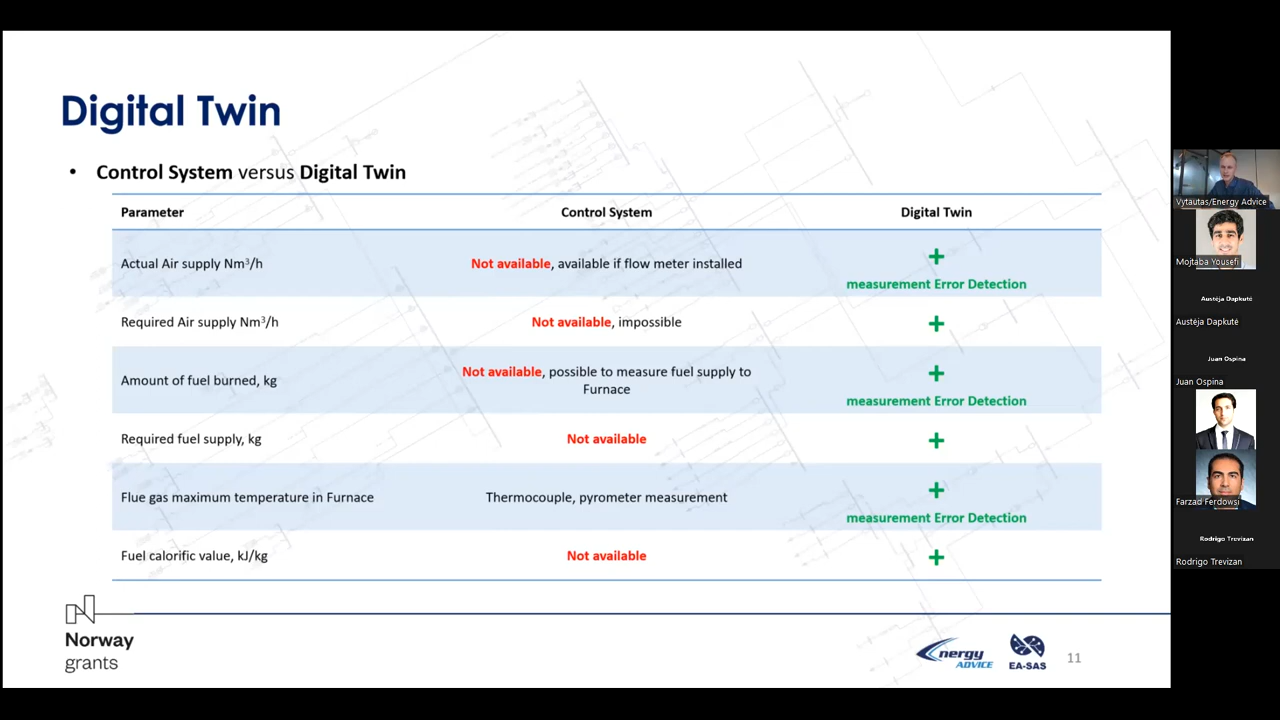 Digital Twin
• Control System versus Digital Twin
Parameter Control System Digital Twin
Actual Air supply Nm³/h Not available, available if flow meter installed +
measurement Error Detection
Required Air supply Nm³/h Not available, impossible +
Amount of fuel burned, kg Not available, possible to measure fuel supply to
Furnace +
measurement Error Detection
Required fuel supply, kg Not available +
Flue gas maximum temperature in Furnace Thermocouple, pyrometer measurement +
measurement Error Detection
Fuel calorific value, kJ/kg Not available +
Norway
grants
nergy
ADVICE
EA-SAS
11
Vytautas/Energy Advice
Mojtaba Yousefi
Austėja Dapkutė
Austėja Dapkutė
Juan Ospina
Juan Ospina
Farzad Ferdowsi
Rodrigo Trevizan
Rodrigo Trevizan